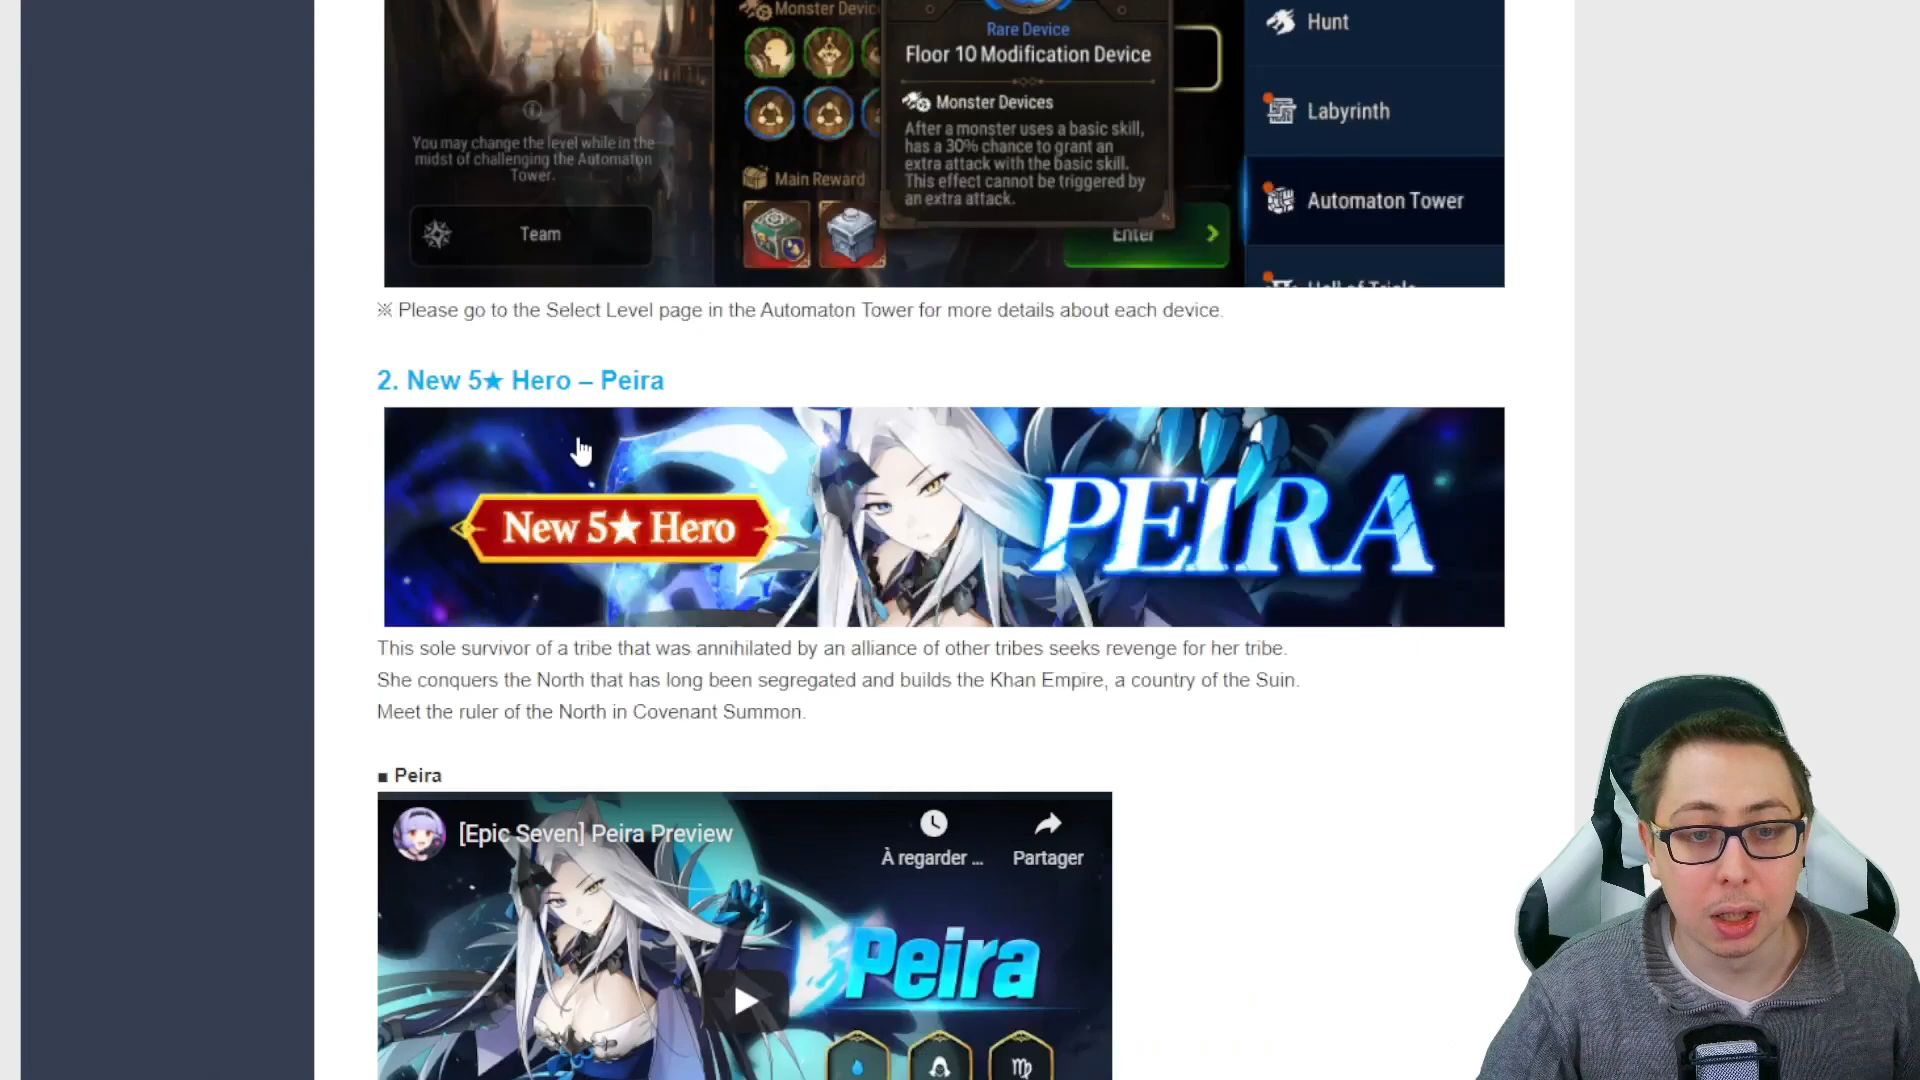 Monster Devic
Rare Device
Floor 10 Modification Device
Monster Devices
After a monster uses a basic skill,
has a 30% chance to grant an
extra attack with the basic skill.
This effect cannot be triggered by
an extra attack.
You may change the level while in the
midst of challenging the Automaton
Tower.
Team
Main Reward
Enter
Hunt
Labyrinth
Automaton Tower
※ Please go to the Select Level page in the Automaton Tower for more details about each device.
2. New 5★ Hero – Peira
New 5★ Hero
PEIRA
This sole survivor of a tribe that was annihilated by an alliance of other tribes seeks revenge for her tribe.
She conquers the North that has long been segregated and builds the Khan Empire, a country of the Suin.
Meet the ruler of the North in Covenant Summon.
■ Peira
[Epic Seven] Peira Preview
À regarder ...
Partager
Peira